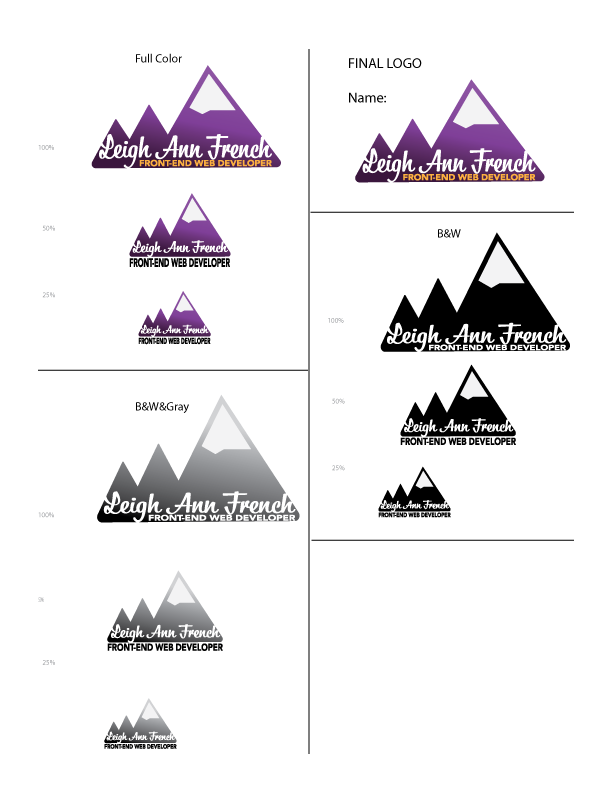 Full Color
100%
Leigh Ann French
FRONT-END WEB DEVELOPER
50%
Leigh Ann French
FRONT-END WEB DEVELOPER
25%
Leigh Ann French
FRONT-END WEB DEVELOPER
B&W&Gray
100%
Leigh Ann French
FRONT-END WEB DEVELOPER
Leigh Ann French
FRONT-END WEB DEVELOPER
25%
Leigh Ann French
FRONT-END WEB DEVELOPER
FINAL LOGO
Name:
Leigh Ann French
FRONT-END WEB DEVELOPER
B&W
100%
Leigh Ann French
FRONT-END WEB DEVELOPER
50%
Leigh Ann French
FRONT-END WEB DEVELOPER
25%
Leigh Ann French
FRONT-END WEB DEVELOPER